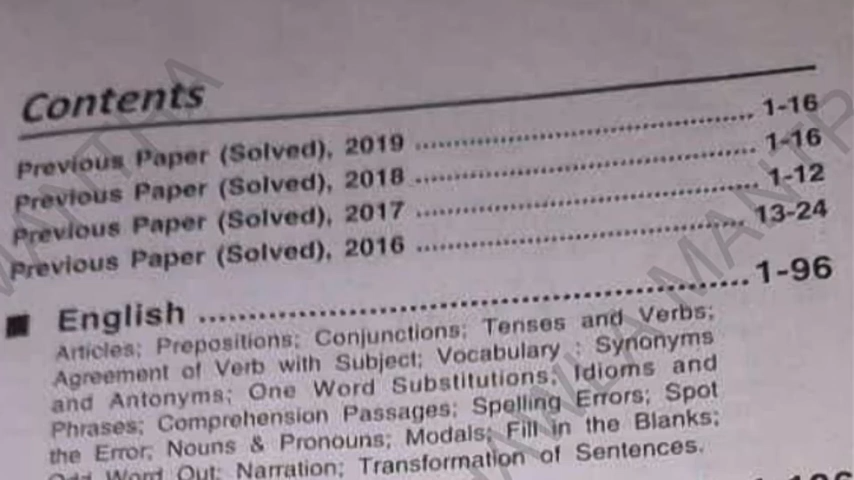 Contents
Previous Paper (Solved), 2019 .......... 1-16
Previous Paper (Solved), 2018 .......... 1-16
Previous Paper (Solved), 2017 .......... 1-12
Previous Paper (Solved), 2016 .......... 13-24
■ English .......... 1-96
Articles; Prepositions; Conjunctions; Tenses and Verbs;
Agreement of Verb with Subject; Vocabulary : Synonyms
and Antonyms; One Word Substitutions; Idioms and
Phrases; Comprehension Passages; Spelling Errors; Spot
the Error; Nouns & Pronouns; Modals; Fill in the Blanks;
Odd Word Out; Narration; Transformation of Sentences.